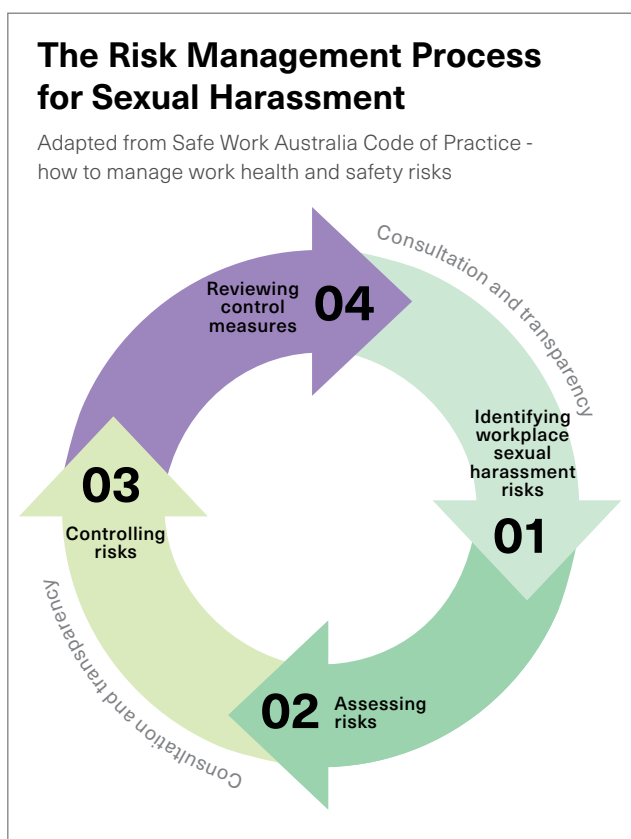 The Risk Management Process
for Sexual Harassment
Adapted from Safe Work Australia Code of Practice -
how to manage work health and safety risks
Consultation and transparency
Identifying
workplace
sexual
harassment
risks
01
02
Assessing
risks
03
Controlling
risks
Reviewing
control
measures
04
Consultation and transparency